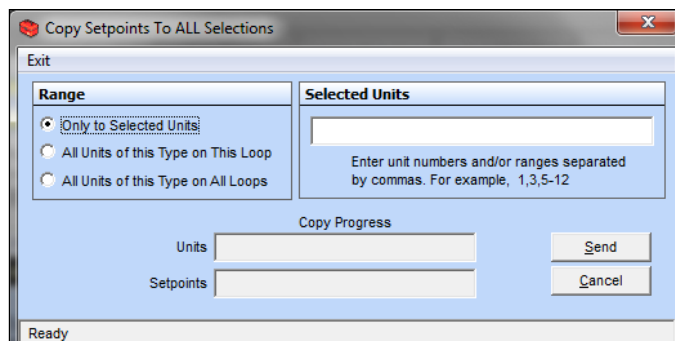 Copy Setpoints To ALL Selections
Exit
Range
Only to Selected Units
All Units of this Type on This Loop
All Units of this Type on All Loops
Selected Units
Enter unit numbers and/or ranges separated
by commas. For example, 1,3,5-12
Copy Progress
Units
Send
Setpoints
Cancel
Ready